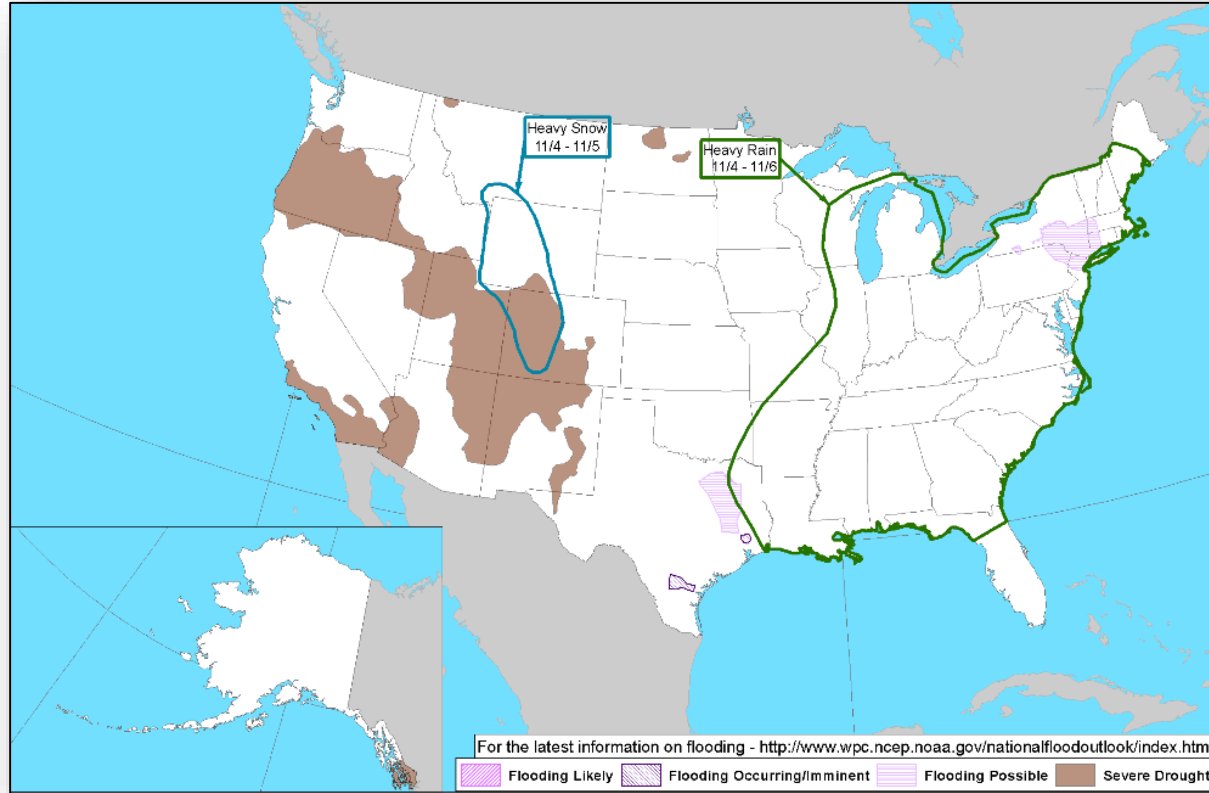 Heavy Snow
11/4 - 11/5
Heavy Rain
11/4 - 11/6
For the latest information on flooding - http://www.wpc.ncep.noaa.gov/nationalfloodoutlook/index.htm
Flooding Likely
Flooding Occurring/Imminent
Flooding Possible
Severe Drought